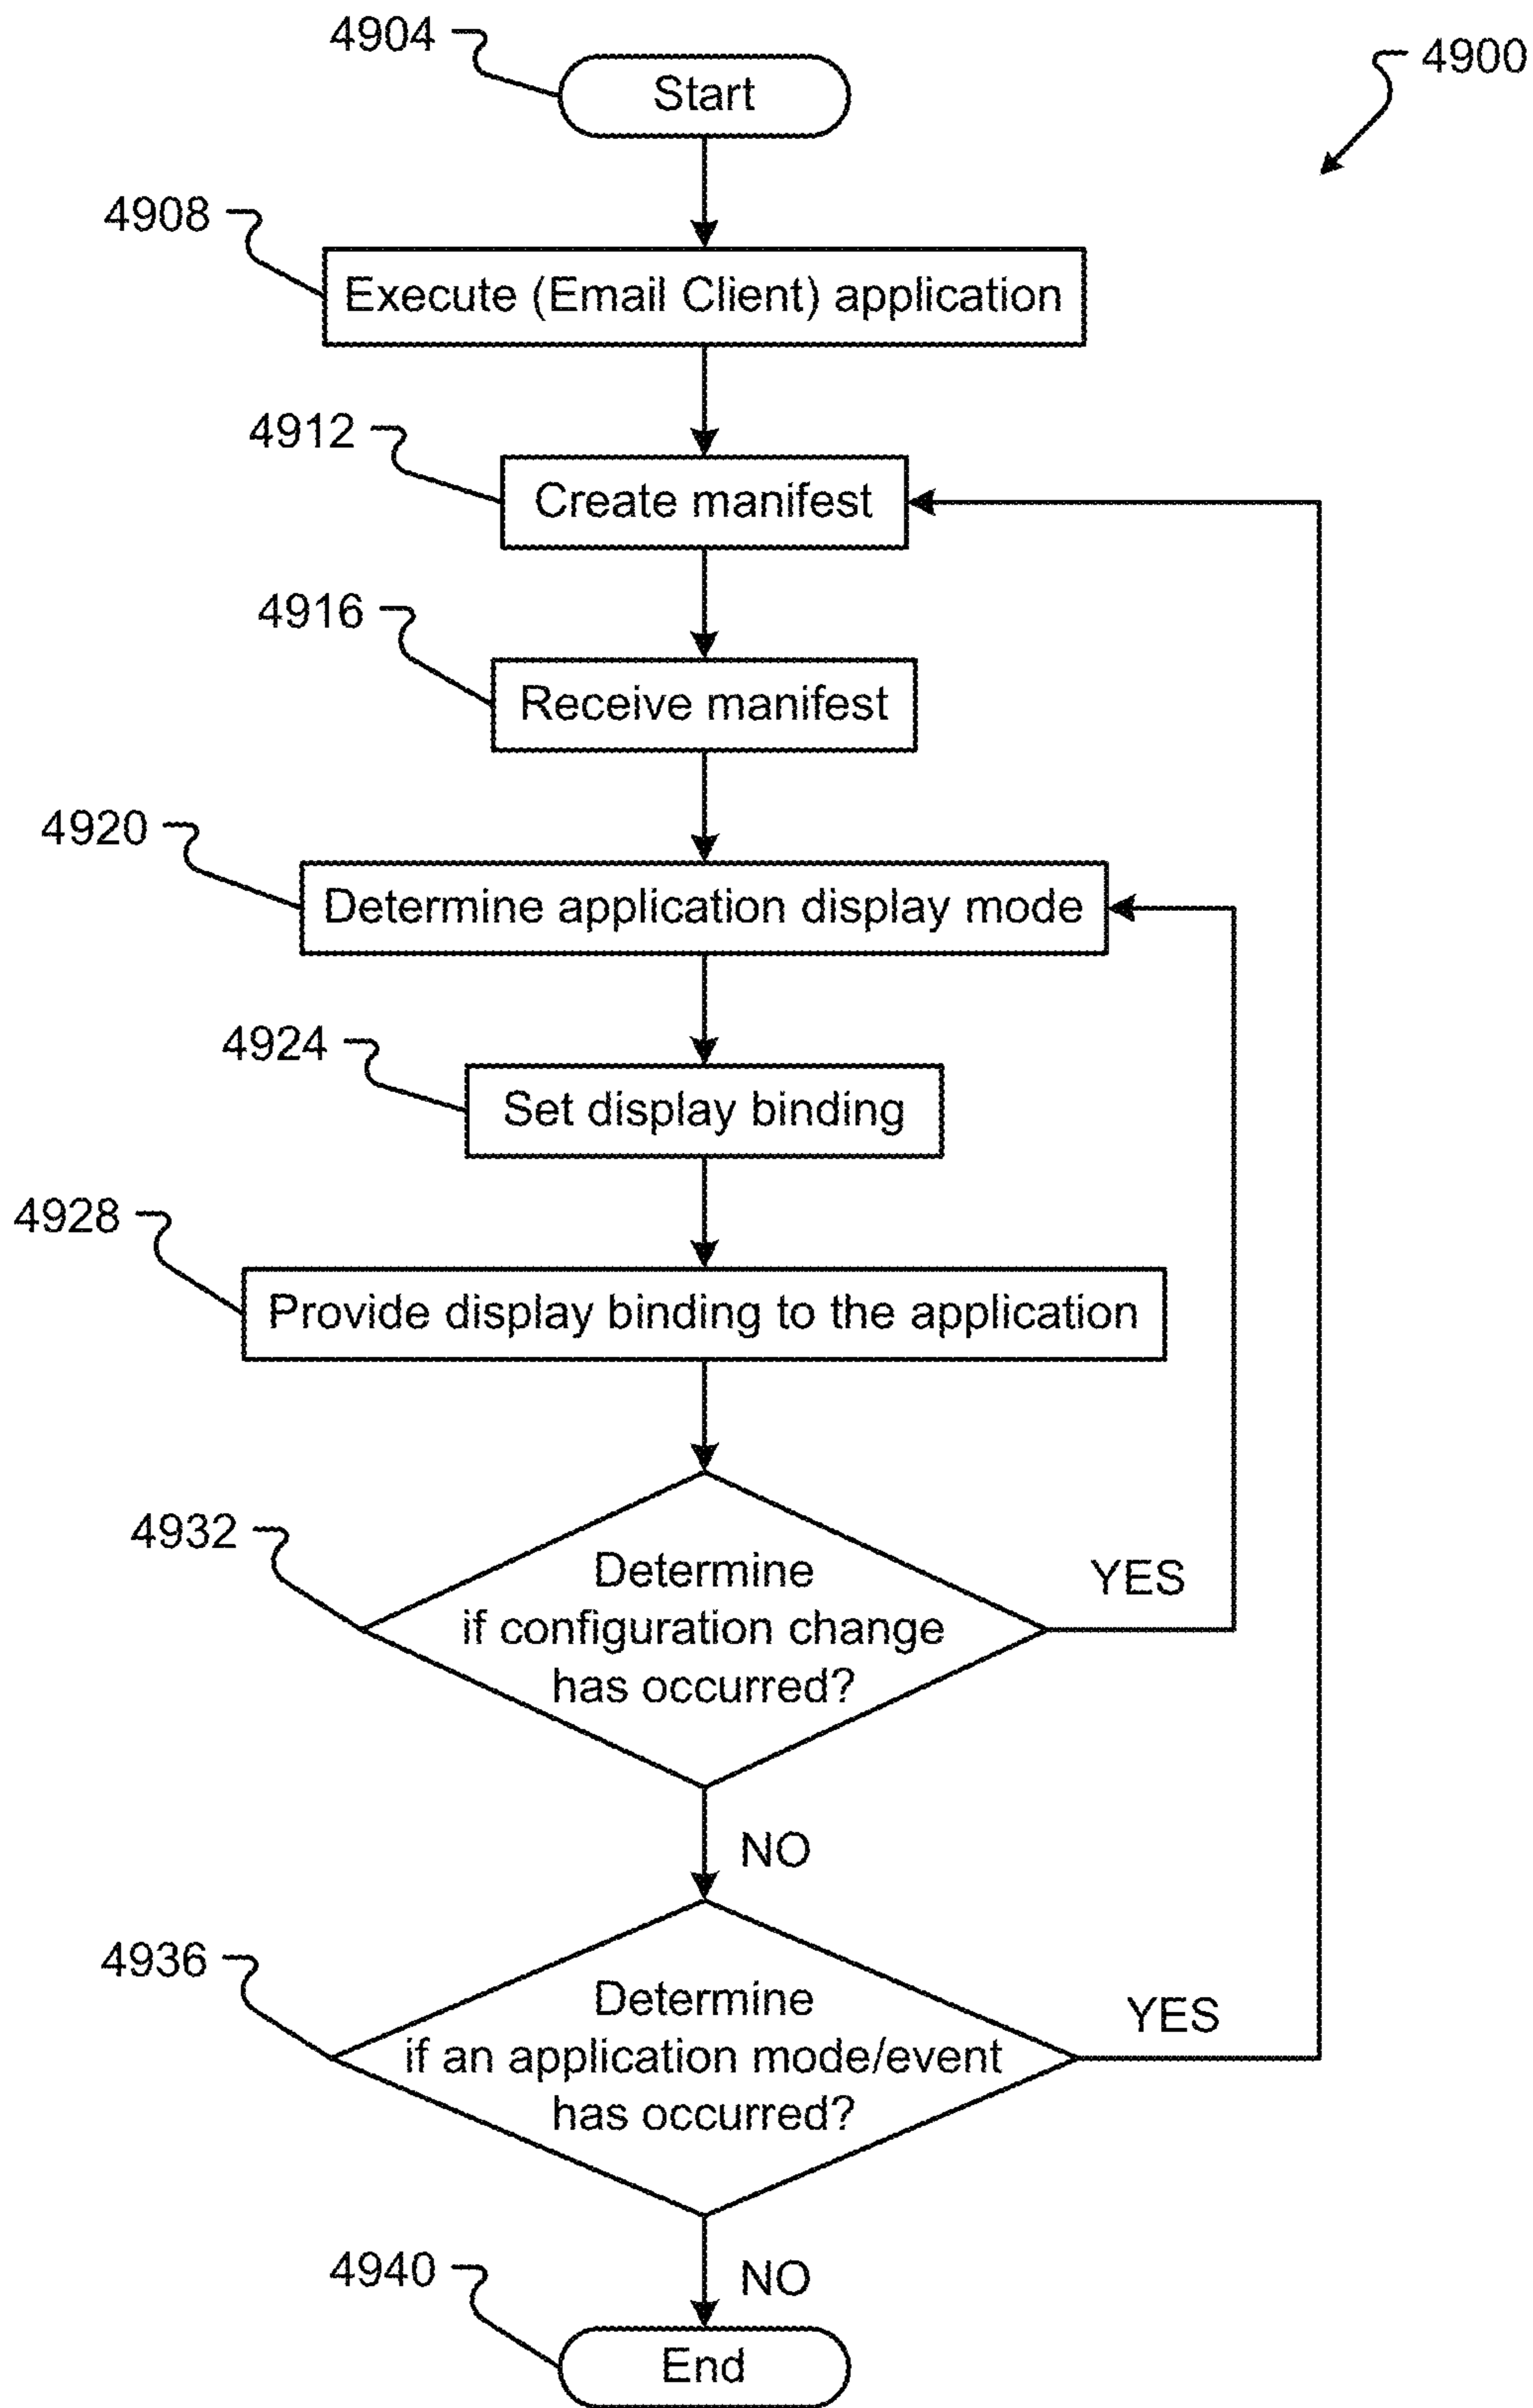 4904
Start
4900
4908
Execute (Email Client) application
4912
Create manifest
4916
Receive manifest
4920
Determine application display mode
4924
Set display binding
4928
Provide display binding to the application
4932
Determine
if configuration change
has occurred?
YES
NO
4936
Determine
if an application mode/event
has occurred?
YES
NO
4940
End